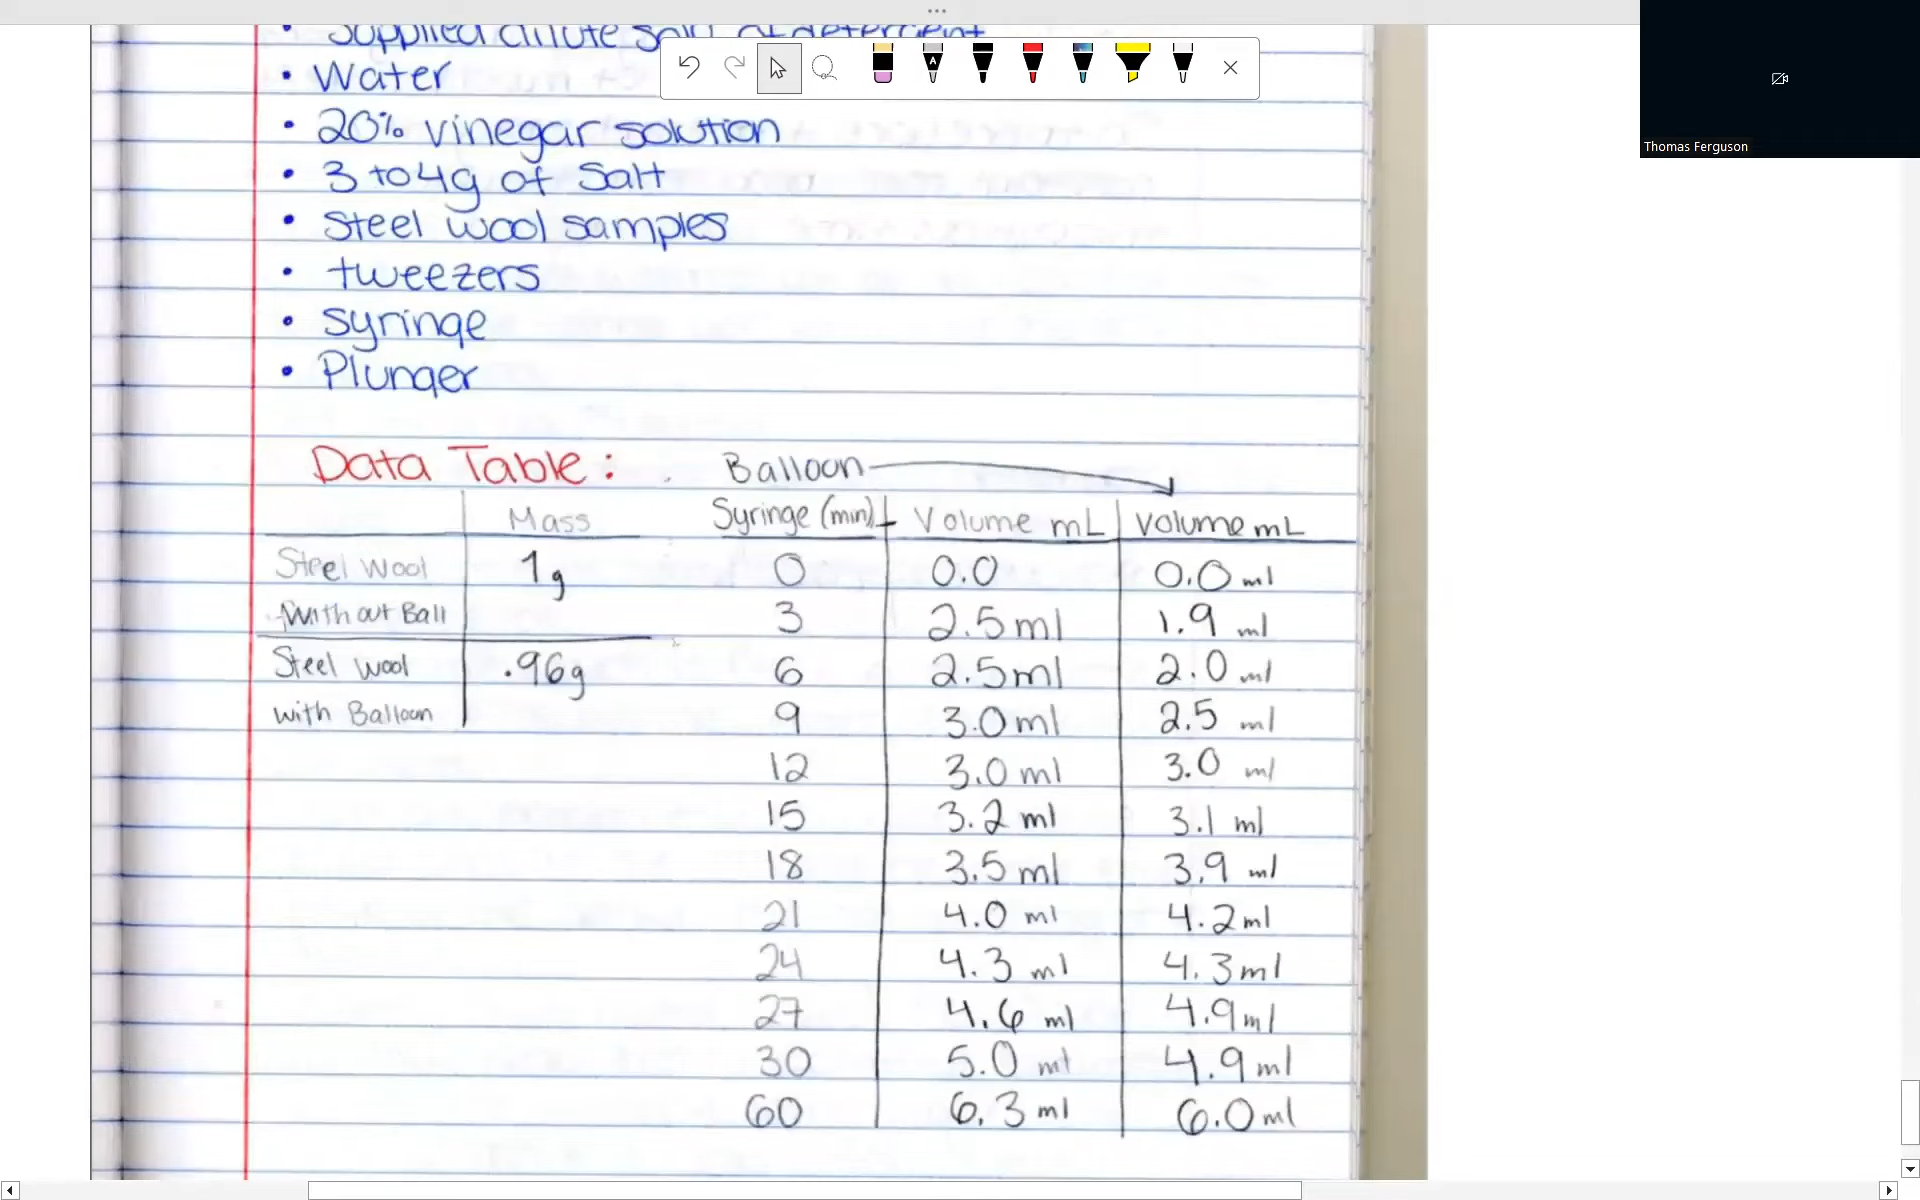 Supplied dilute soln. of detergent
• Water
• 20% vinegar solution
• 3 to 4g of Salt
• Steel wool samples
• tweezers
• Syringe
• Plunger
Thomas Ferguson
Data Table: Balloon
Mass Syringe (min) Volume mL Volume mL
Steel Wool 1g 0 0.0 0.0 ml
Without Ball 3 2.5 ml 1.9 ml
Steel Wool .96g 6 2.5 ml 2.0 ml
with Balloon 9 3.0 ml 2.5 ml
12 3.0 ml 3.0 ml
15 3.2 ml 3.1 ml
18 3.5 ml 3.9 ml
21 4.0 ml 4.2 ml
24 4.3 ml 4.3 ml
27 4.6 ml 4.9 ml
30 5.0 ml 4.9 ml
60 6.3 ml 6.0 ml